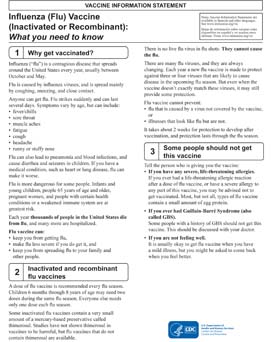 VACCINE INFORMATION STATEMENT
Influenza (Flu) Vaccine
(Inactivated or Recombinant):
What you need to know
Many Vaccine Information Statements are
available in Spanish and other languages.
See www.immunize.org/vis
Hojas de información sobre vacunas están
disponibles en español y en muchos otros
idiomas. Visite www.immunize.org/vis
1 Why get vaccinated?
Influenza ("flu") is a contagious disease that spreads
around the United States every year, usually between
October and May.
Flu is caused by influenza viruses, and is spread mainly
by coughing, sneezing, and close contact.
Anyone can get flu. Flu strikes suddenly and can last
several days. Symptoms vary by age, but can include:
• fever/chills
• sore throat
• muscle aches
• fatigue
• cough
• headache
• runny or stuffy nose
Flu can also lead to pneumonia and blood infections, and
cause diarrhea and seizures in children. If you have a
medical condition, such as heart or lung disease, flu can
make it worse.
Flu is more dangerous for some people. Infants and
young children, people 65 years of age and older,
pregnant women, and people with certain health
conditions or a weakened immune system are at
greatest risk.
Each year thousands of people in the United States die
from flu, and many more are hospitalized.
Flu vaccine can:
• keep you from getting flu,
• make flu less severe if you do get it, and
• keep you from spreading flu to your family and
other people.
2 Inactivated and recombinant
flu vaccines
A dose of flu vaccine is recommended every flu season.
Children 6 months through 8 years of age may need two
doses during the same flu season. Everyone else needs
only one dose each flu season.
Some inactivated flu vaccines contain a very small
amount of a mercury-based preservative called
thimerosal. Studies have not shown thimerosal in
vaccines to be harmful, but flu vaccines that do not
contain thimerosal are available.
There is no live flu virus in flu shots. They cannot cause
the flu.
There are many flu viruses, and they are always
changing. Each year a new flu vaccine is made to protect
against three or four viruses that are likely to cause
disease in the upcoming flu season. But even when the
vaccine doesn't exactly match these viruses, it may still
provide some protection.
Flu vaccine cannot prevent:
• flu that is caused by a virus not covered by the vaccine,
or
• illnesses that look like flu but are not.
It takes about 2 weeks for protection to develop after
vaccination, and protection lasts through the flu season.
3 Some people should not get
this vaccine
Tell the person who is giving you the vaccine:
• If you have any severe, life-threatening allergies.
If you ever had a life-threatening allergic reaction
after a dose of flu vaccine, or have a severe allergy to
any part of this vaccine, you may be advised not to
get vaccinated. Most, but not all, types of flu vaccine
contain a small amount of egg protein.
• If you ever had Guillain-Barré Syndrome (also
called GBS).
Some people with a history of GBS should not get this
vaccine. This should be discussed with your doctor.
• If you are not feeling well.
It is usually okay to get flu vaccine when you have
a mild illness, but you might be asked to come back
when you feel better.
CDC
U.S. Department of
Health and Human Services
Centers for Disease
Control and Prevention